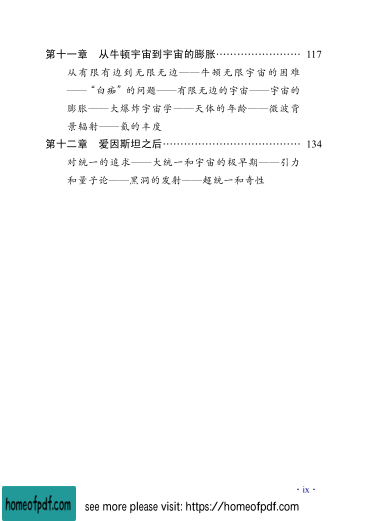 第十一章 从牛顿宇宙到宇宙的膨胀…………………… 117
从有限有边到无限无边——牛顿无限宇宙的困难
——“白痴”的问题——有限无边的宇宙——宇宙的
膨胀——大爆炸宇宙学——天体的年龄——微波背
景辐射——氦的丰度
第十二章 爱因斯坦之后………………………………… 134
对统一的追求——大统一和宇宙的极早期——引力
和量子论——黑洞的发射——超统一和奇性
· ix ·
homeofpdf.com see more please visit: https://homeofpdf.com